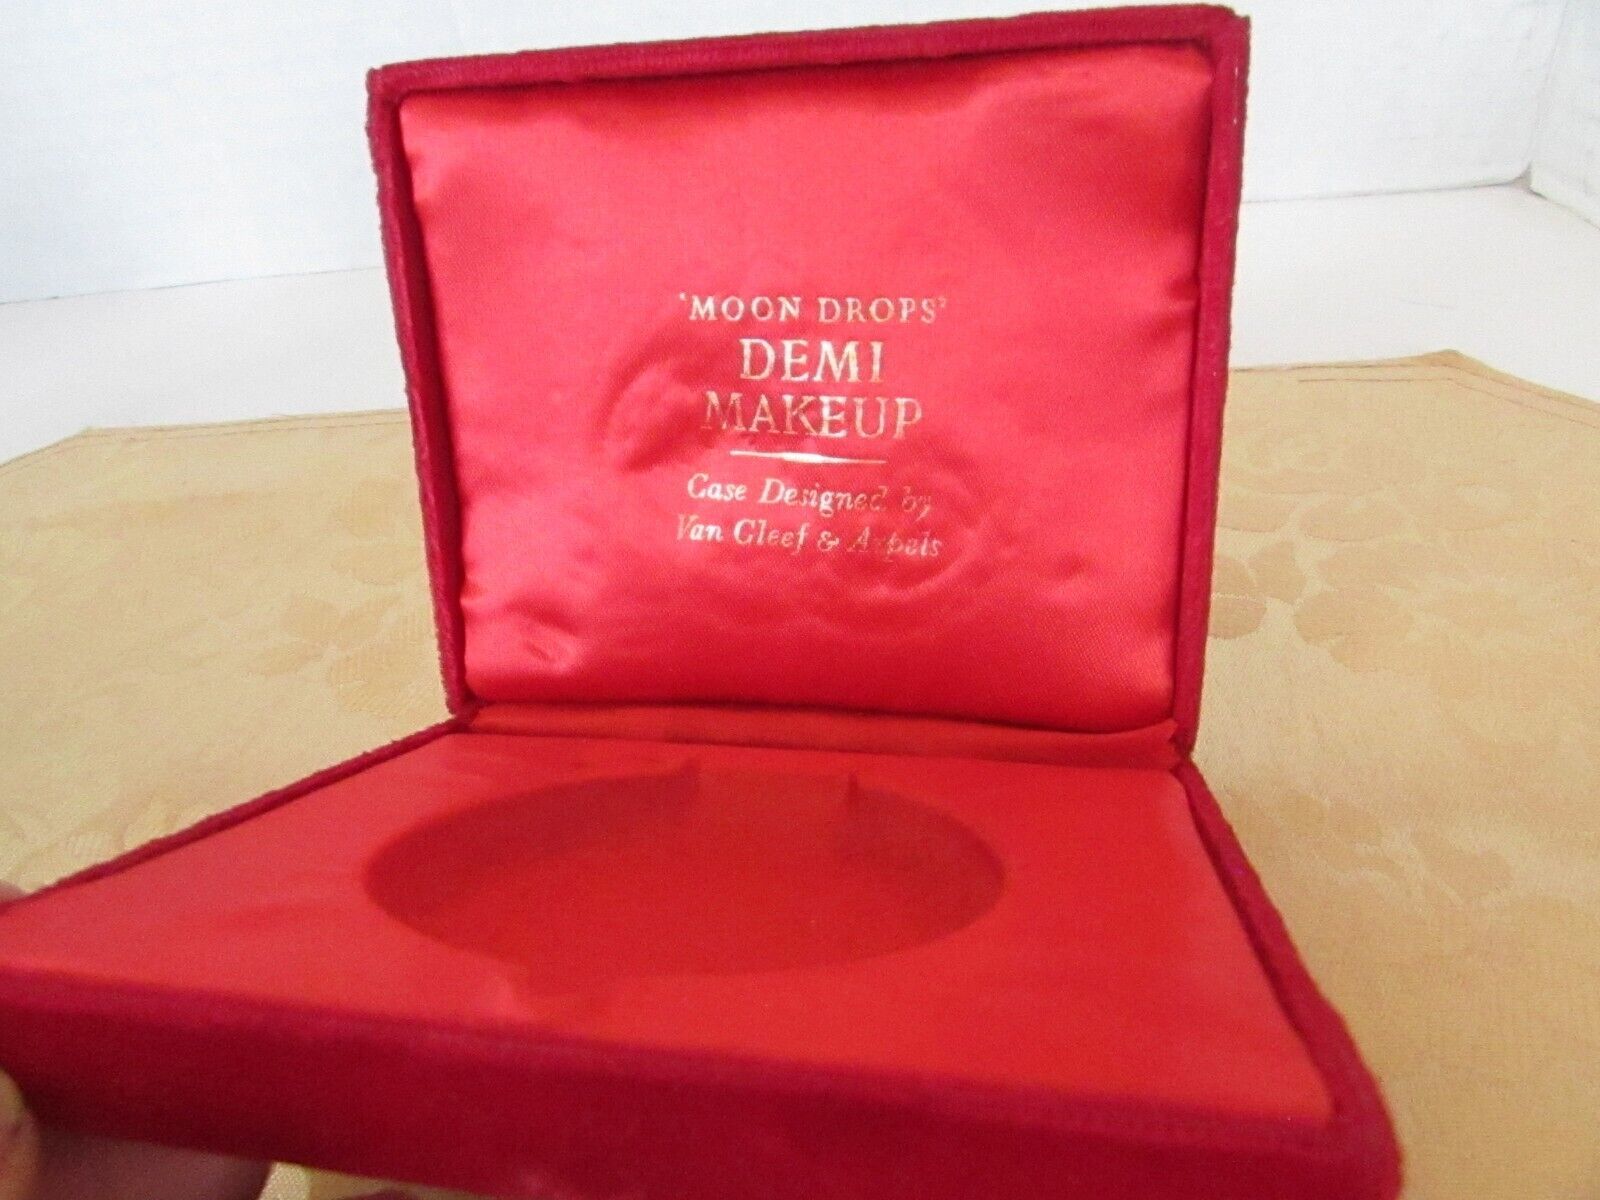 'MOON DROPS'
DEMI
MAKEUP
Case Designed by
Van Cleef & Arpels